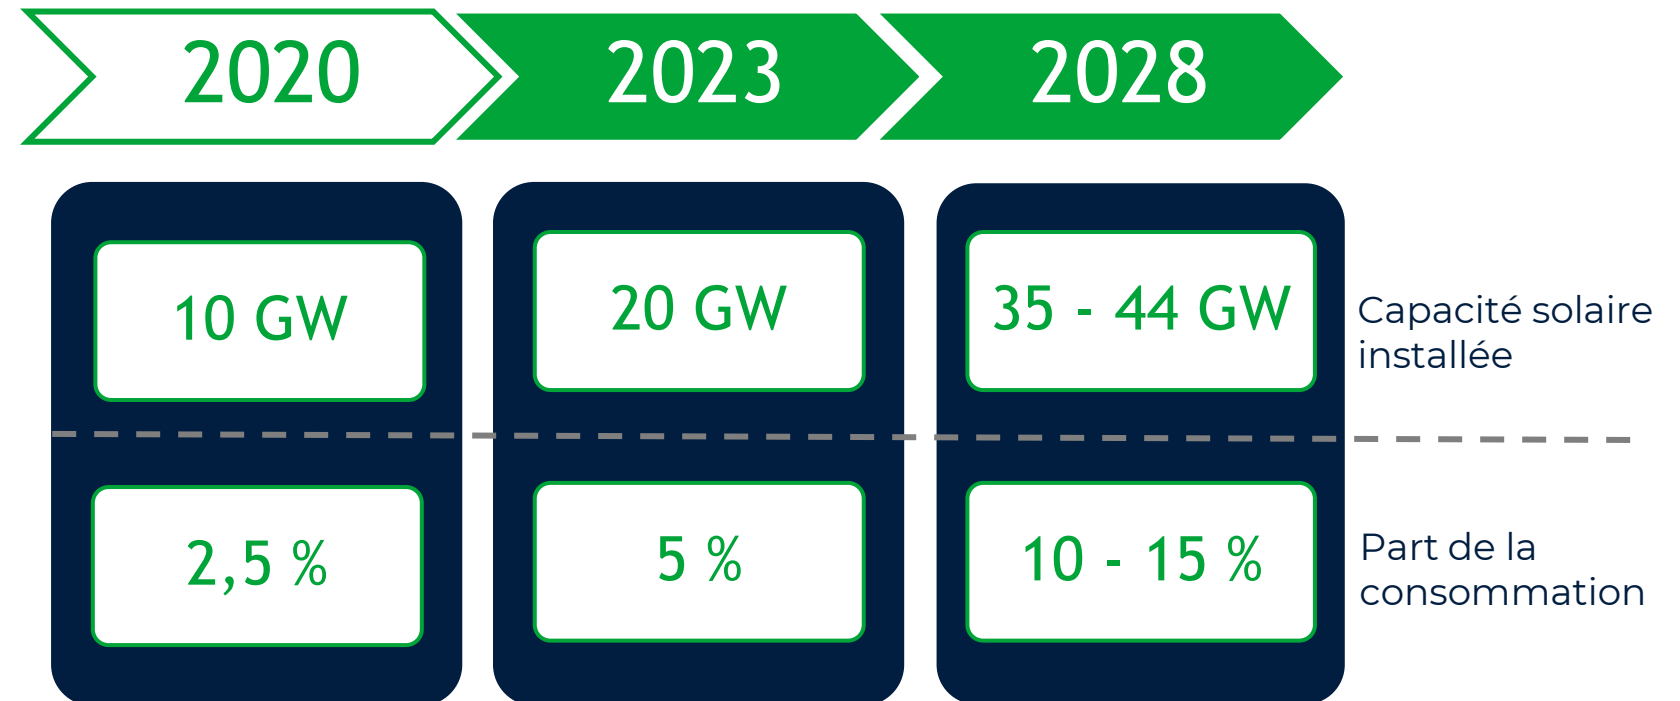 2020
2023
2028
10 GW
20 GW
35 - 44 GW
Capacité solaire
installée
2,5 %
5 %
10 - 15 %
Part de la
consommation